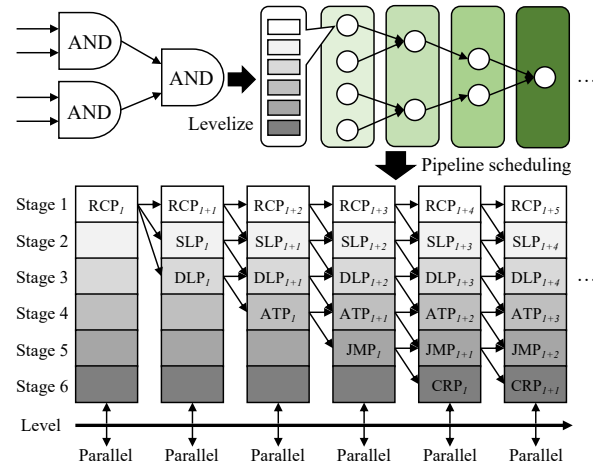 AND
AND
AND
Levelize
...
Pipeline scheduling
Stage 1 RCP₁ RCP₁₊₁ RCP₁₊₂ RCP₁₊₃ RCP₁₊₄ RCP₁₊₅
Stage 2 SLP₁ SLP₁₊₁ SLP₁₊₂ SLP₁₊₃ SLP₁₊₄
Stage 3 DLP₁ DLP₁₊₁ DLP₁₊₂ DLP₁₊₃ DLP₁₊₄ ...
Stage 4 ATP₁ ATP₁₊₁ ATP₁₊₂ ATP₁₊₃
Stage 5 JMP₁ JMP₁₊₁ JMP₁₊₂
Stage 6 CRP₁ CRP₁₊₁
Level
Parallel Parallel Parallel Parallel Parallel Parallel